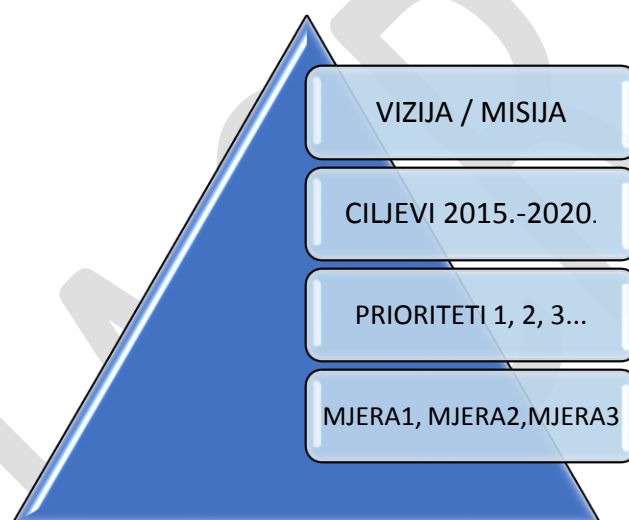 VIZIJA / MISIJA
CILJEVI 2015.-2020.
PRIORITETI 1, 2, 3...
MJERA1, MJERA2,MJERA3